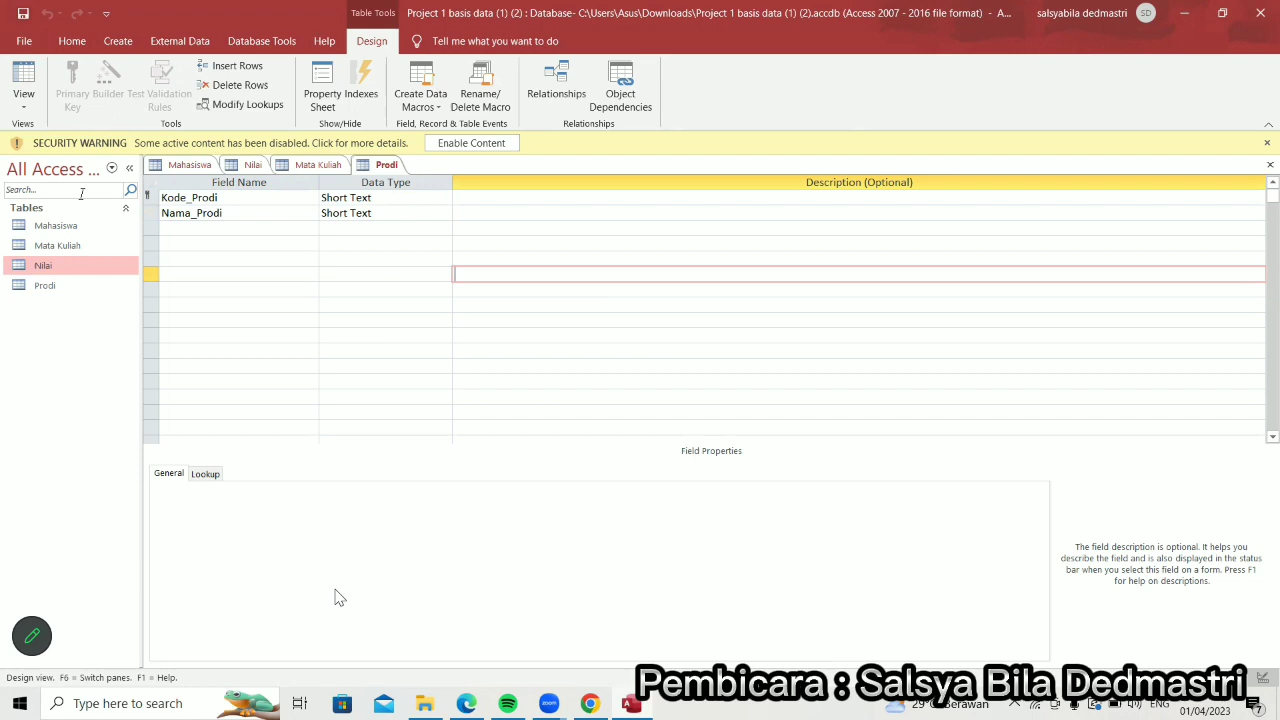 Table Tools
Project 1 basis data (1) (2) : Database- C:\Users\Asus\Downloads\Project 1 basis data (1) (2).accdb (Access 2007 - 2016 file format) - A...
salsyabila dedmastri
SD
File
Home
Create
External Data
Database Tools
Help
Design
Tell me what you want to do
View
Primary Key
Builder
Test Validation Rules
Insert Rows
Delete Rows
Modify Lookups
Property Sheet
Indexes
Create Data Macros
Rename/ Delete Macro
Relationships
Object Dependencies
Views
Tools
Show/Hide
Field, Record & Table Events
Relationships
SECURITY WARNING
Some active content has been disabled. Click for more details.
Enable Content
All Access ...
Search...
Tables
Mahasiswa
Mata Kuliah
Nilai
Prodi
Mahasiswa
Nilai
Mata Kuliah
Prodi
Field Name
Data Type
Description (Optional)
Kode_Prodi
Short Text
Nama_Prodi
Short Text
Field Properties
General
Lookup
The field description is optional. It helps you
describe the field and is also displayed in the status
bar when you select this field on a form. Press F1
for help on descriptions.
Design view. F6 = Switch panes. F1 = Help.
Pembicara : Salsya Bila Dedmastri
Type here to search
zoom
29°C Berawan
ENG
01/04/2023
7